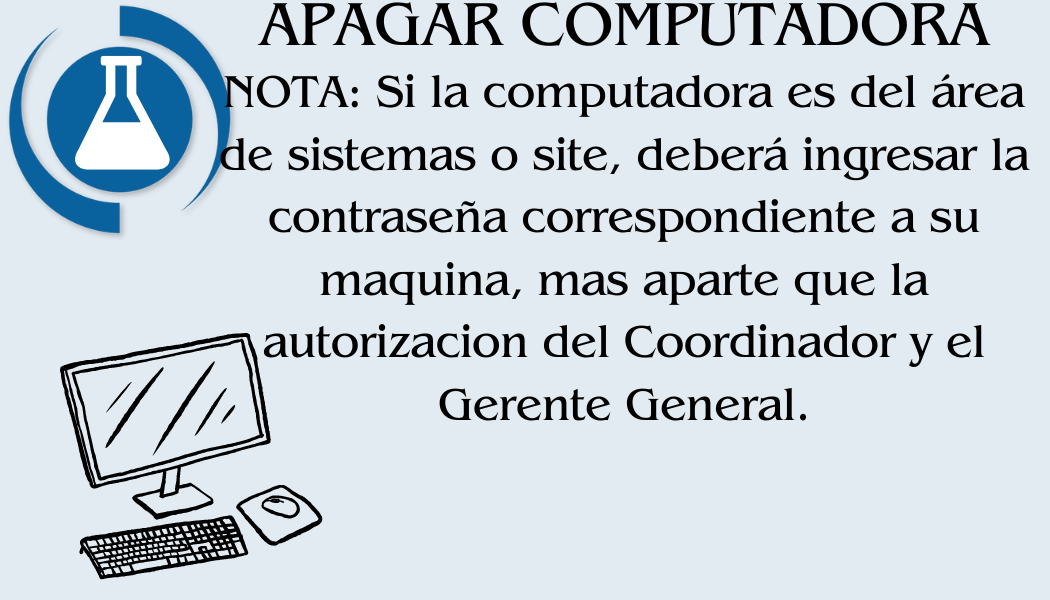 APAGAR COMPUTADORA
NOTA: Si la computadora es del área
de sistemas o site, deberá ingresar la
contraseña correspondiente a su
maquina, mas aparte que la
autorizacion del Coordinador y el
Gerente General.